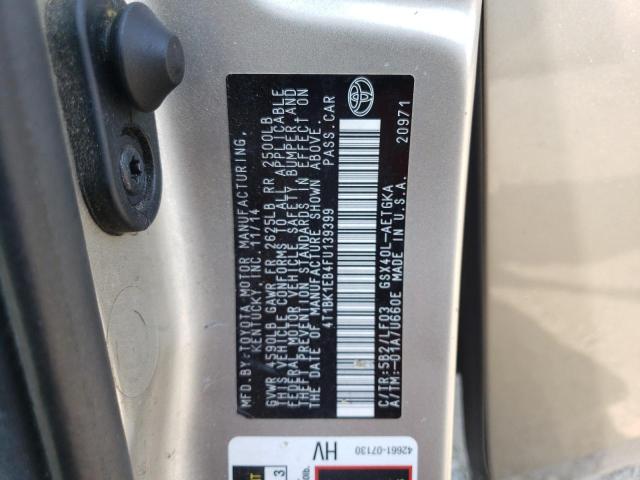 MFD.BY:TOYOTA MOTOR MANUFACTURING,
KENTUCKY, INC. 11/14
GVWR 4590LB GAWR FR 2625LB RR 2500LB
THIS VEHICLE CONFORMS TO ALL APPLICABLE
FEDERAL MOTOR VEHICLE SAFETY BUMPER, AND
THEFT PREVENTION STANDARDS IN EFFECT ON
THE DATE OF MANUFACTURE SHOWN ABOVE.
4T1BK1EB4FU139399 PASS.CAR
C/TR:5B2/LF03 GSX40L-AETGKA
A/TM:-01A/U660E MADE IN U.S.A. 20971
42661-07130
HV
3